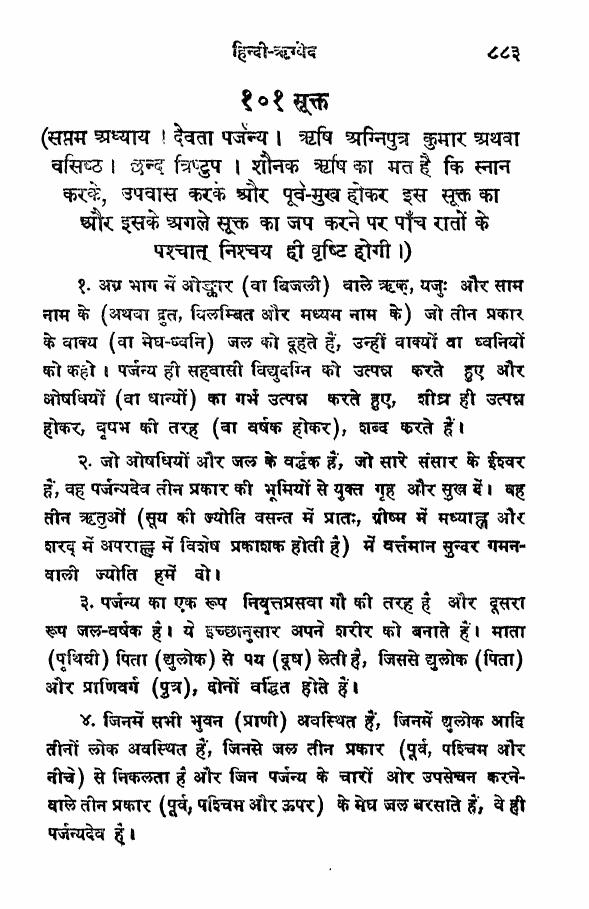 हिन्दी-ऋग्वेद ८८३
१०१ सूक्त
(सप्तम अध्याय । देवता पर्जन्य । ऋषि अग्निपुत्र कुमार अथवा
वसिष्ठ । छन्द त्रिष्टुप । शौनक ऋषि का मत है कि स्नान
करके, उपवास करके और पूर्व-मुख होकर इस सूक्त का
और इसके अगले सूक्त का जप करने पर पाँच रातों के
पश्चात् निश्चय ही वृष्टि होगी ।)
१. अग्र भाग में ओङ्कार (वा बिजली) वाले ऋक्, यजुः और साम
नाम के (अथवा द्रुत, विलम्बित और मध्यम नाम के) जो तीन प्रकार
के वाक्य (वा मेघ-ध्वनि) जल को दूहते हैं, उन्हीं वाक्यों वा ध्वनियों
को कहो । पर्जन्य ही सहवासी विद्युदग्नि को उत्पन्न करते हुए और
ओषधियों (वा धान्यों) का गर्भ उत्पन्न करते हुए, शीघ्र ही उत्पन्न
होकर, वृषभ की तरह (वा वर्षक होकर), शब्द करते हैं।
२. जो ओषधियों और जल के वर्द्धक हैं, जो सारे संसार के ईश्वर
हैं, वह पर्जन्यदेव तीन प्रकार की भूमियों से युक्त गृह और सुख दें। वह
तीन ऋतुओं (सूय की ज्योति वसन्त में प्रातः, ग्रीष्म में मध्याह्न और
शरद् में अपराह्ण में विशेष प्रकाशक होती है) में वर्त्तमान सुन्दर गमन-
वाली ज्योति हमें दो।
३. पर्जन्य का एक रूप निवृत्तप्रसवा गौ की तरह है और दूसरा
रूप जल-वर्षक है। ये इच्छानुसार अपने शरीर को बनाते हैं। माता
(पृथिवी) पिता (द्युलोक) से पय (दूध) लेती है, जिससे द्युलोक (पिता)
और प्राणिवर्ग (पुत्र), दोनों वर्द्धित होते हैं।
४. जिनमें सभी भुवन (प्राणी) अवस्थित हैं, जिनमें द्युलोक आदि
तीनों लोक अवस्थित हैं, जिनसे जल तीन प्रकार (पूर्व, पश्चिम और
नीचे) से निकलता है और जिन पर्जन्य के चारों ओर उपसेचन करने-
वाले तीन प्रकार (पूर्व, पश्चिम और ऊपर) के मेघ जल बरसाते हैं, वे ही
पर्जन्यदेव हैं।